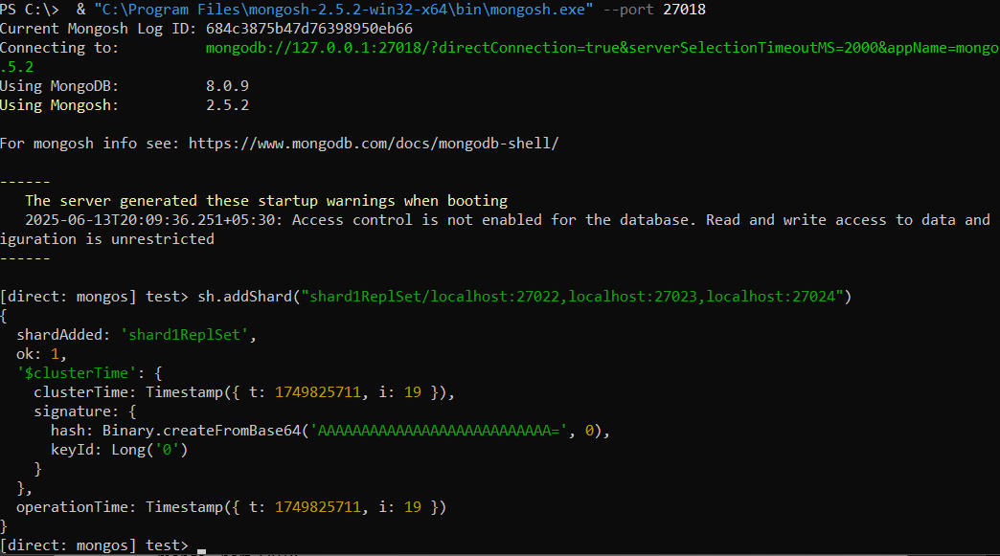 PS C:\>  & "C:\Program Files\mongosh-2.5.2-win32-x64\bin\mongosh.exe" --port 27018
Current Mongosh Log ID: 684c3875b47d76398950eb66
Connecting to:          mongodb://127.0.0.1:27018/?directConnection=true&serverSelectionTimeoutMS=2000&appName=mongo
.5.2
Using MongoDB:          8.0.9
Using Mongosh:          2.5.2

For mongosh info see: https://www.mongodb.com/docs/mongodb-shell/

------
   The server generated these startup warnings when booting
   2025-06-13T20:09:36.251+05:30: Access control is not enabled for the database. Read and write access to data and
iguration is unrestricted
------

[direct: mongos] test> sh.addShard("shard1ReplSet/localhost:27022,localhost:27023,localhost:27024")
{
  shardAdded: 'shard1ReplSet',
  ok: 1,
  '$clusterTime': {
    clusterTime: Timestamp({ t: 1749825711, i: 19 }),
    signature: {
      hash: Binary.createFromBase64('AAAAAAAAAAAAAAAAAAAAAAAAAAA=', 0),
      keyId: Long('0')
    }
  },
  operationTime: Timestamp({ t: 1749825711, i: 19 })
}
[direct: mongos] test>